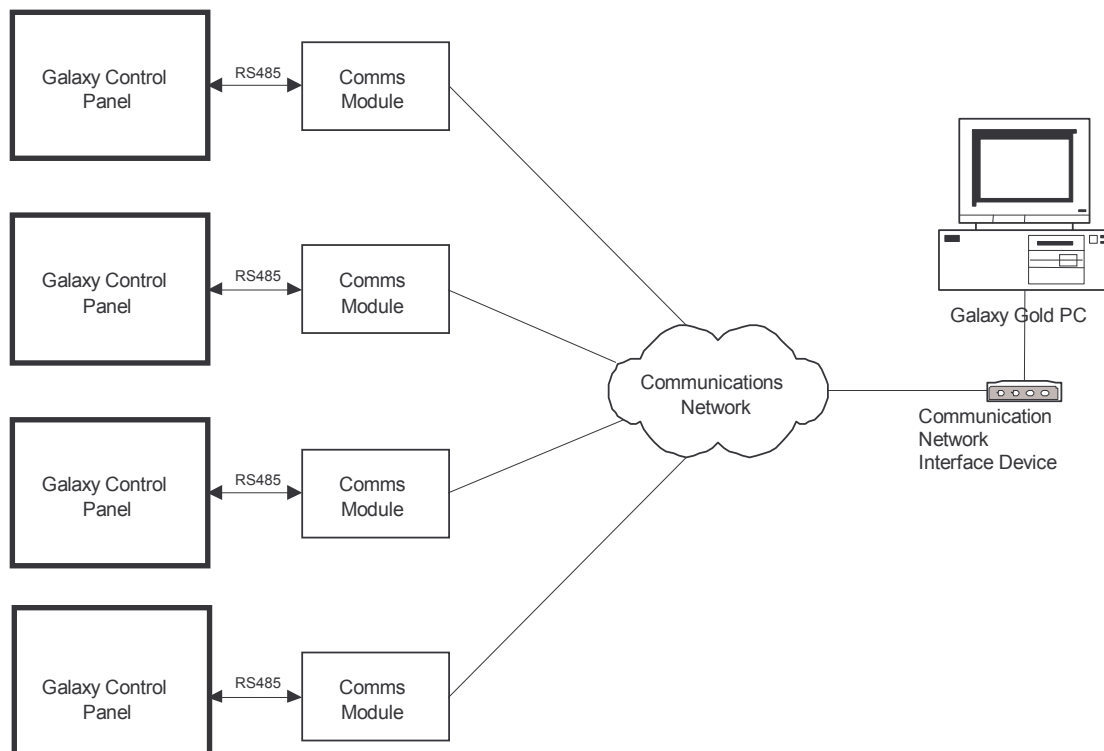 Galaxy Control
Panel
RS485
Comms
Module
Galaxy Control
Panel
RS485
Comms
Module
Galaxy Gold PC
Communications
Network
Communication
Network
Interface Device
Galaxy Control
Panel
RS485
Comms
Module
Galaxy Control
Panel
RS485
Comms
Module